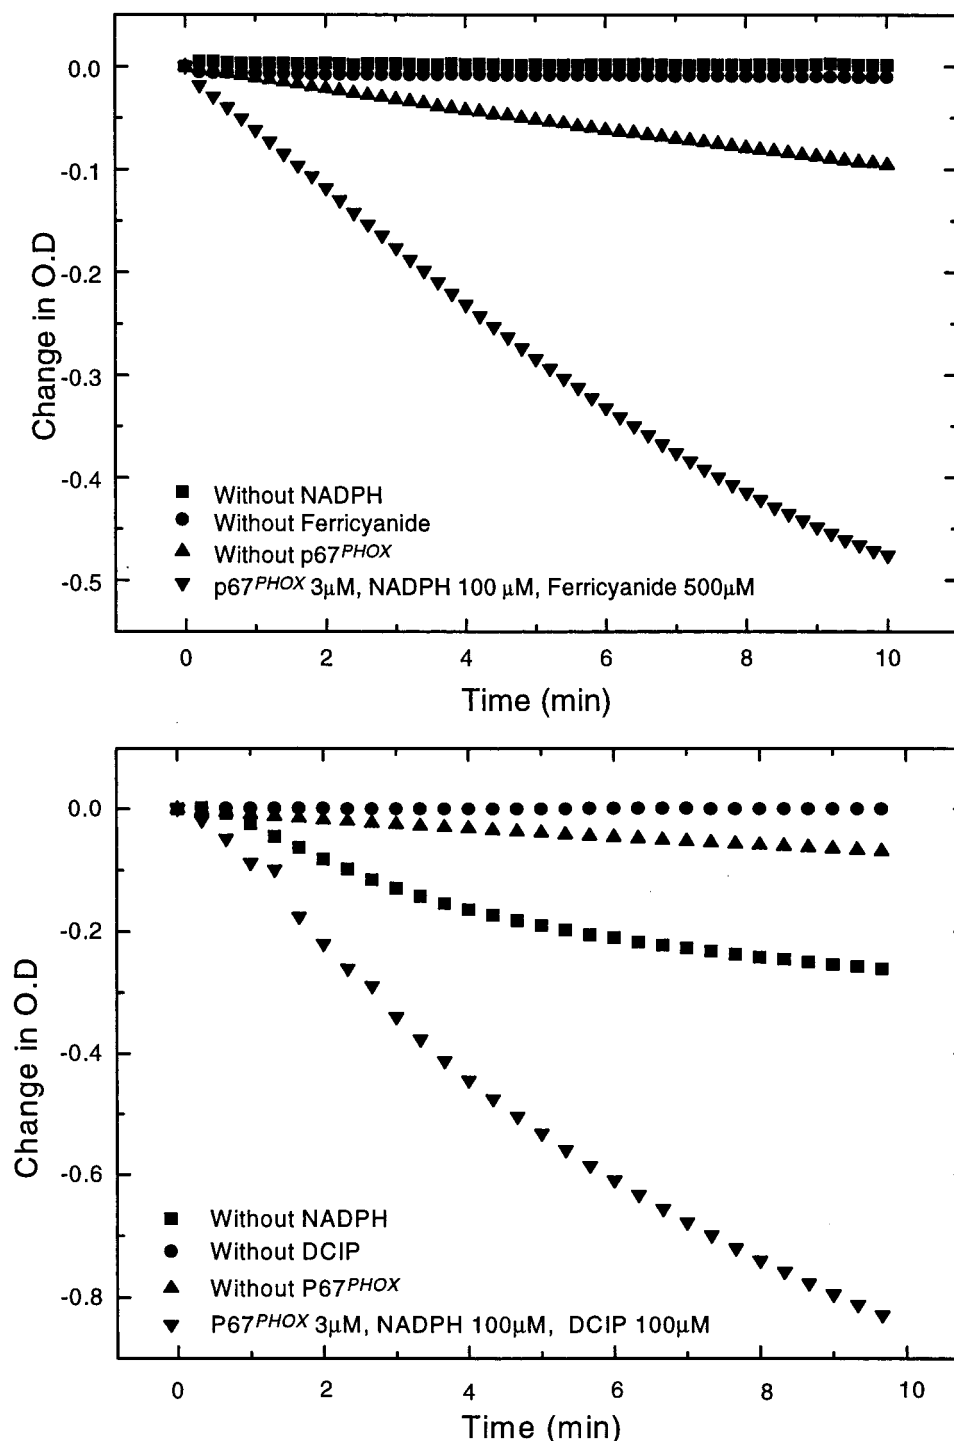 0.0
-0.1
-0.2
-0.3
-0.4
-0.5
Change in O.D
Without NADPH
Without Ferricyanide
Without p67PHOX
p67PHOX 3μM, NADPH 100 μM, Ferricyanide 500μM
0 2 4 6 8 10
Time (min)
0.0
-0.2
-0.4
-0.6
-0.8
Change in O.D
Without NADPH
Without DCIP
Without P67PHOX
P67PHOX 3μM, NADPH 100μM, DCIP 100μM
0 2 4 6 8 10
Time (min)